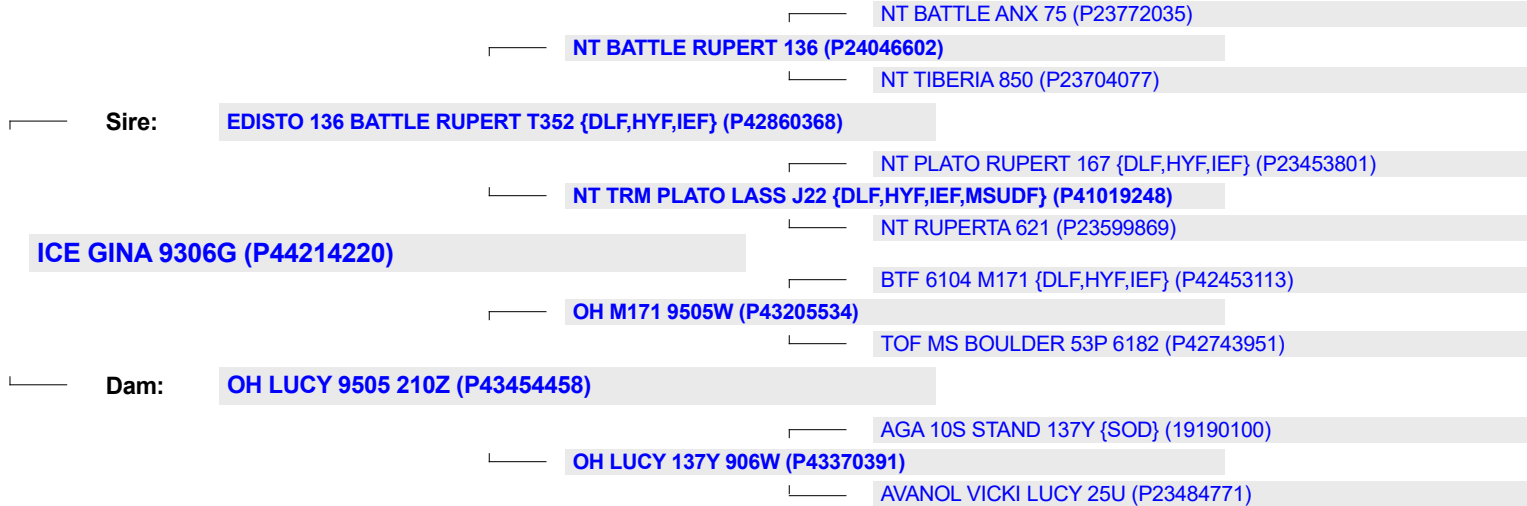 NT BATTLE ANX 75 (P23772035)
NT BATTLE RUPERT 136 (P24046602)
NT TIBERIA 850 (P23704077)
Sire: EDISTO 136 BATTLE RUPERT T352 {DLF,HYF,IEF} (P42860368)
NT PLATO RUPERT 167 {DLF,HYF,IEF} (P23453801)
NT TRM PLATO LASS J22 {DLF,HYF,IEF,MSUDF} (P41019248)
NT RUPERTA 621 (P23599869)
ICE GINA 9306G (P44214220)
BTF 6104 M171 {DLF,HYF,IEF} (P42453113)
OH M171 9505W (P43205534)
TOF MS BOULDER 53P 6182 (P42743951)
Dam: OH LUCY 9505 210Z (P43454458)
AGA 10S STAND 137Y {SOD} (19190100)
OH LUCY 137Y 906W (P43370391)
AVANOL VICKI LUCY 25U (P23484771)